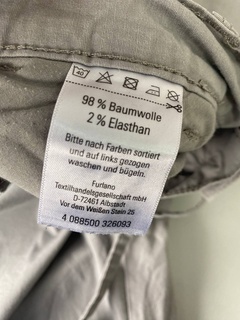 40
98 % Baumwolle
2 % Elasthan
Bitte nach Farben sortiert
und auf links gezogen
waschen und bügeln.
Furlano
Textilhandelsgesellschaft mbH
D-72461 Albstadt
Vor dem Weißen Stein 25
4 088500 326093